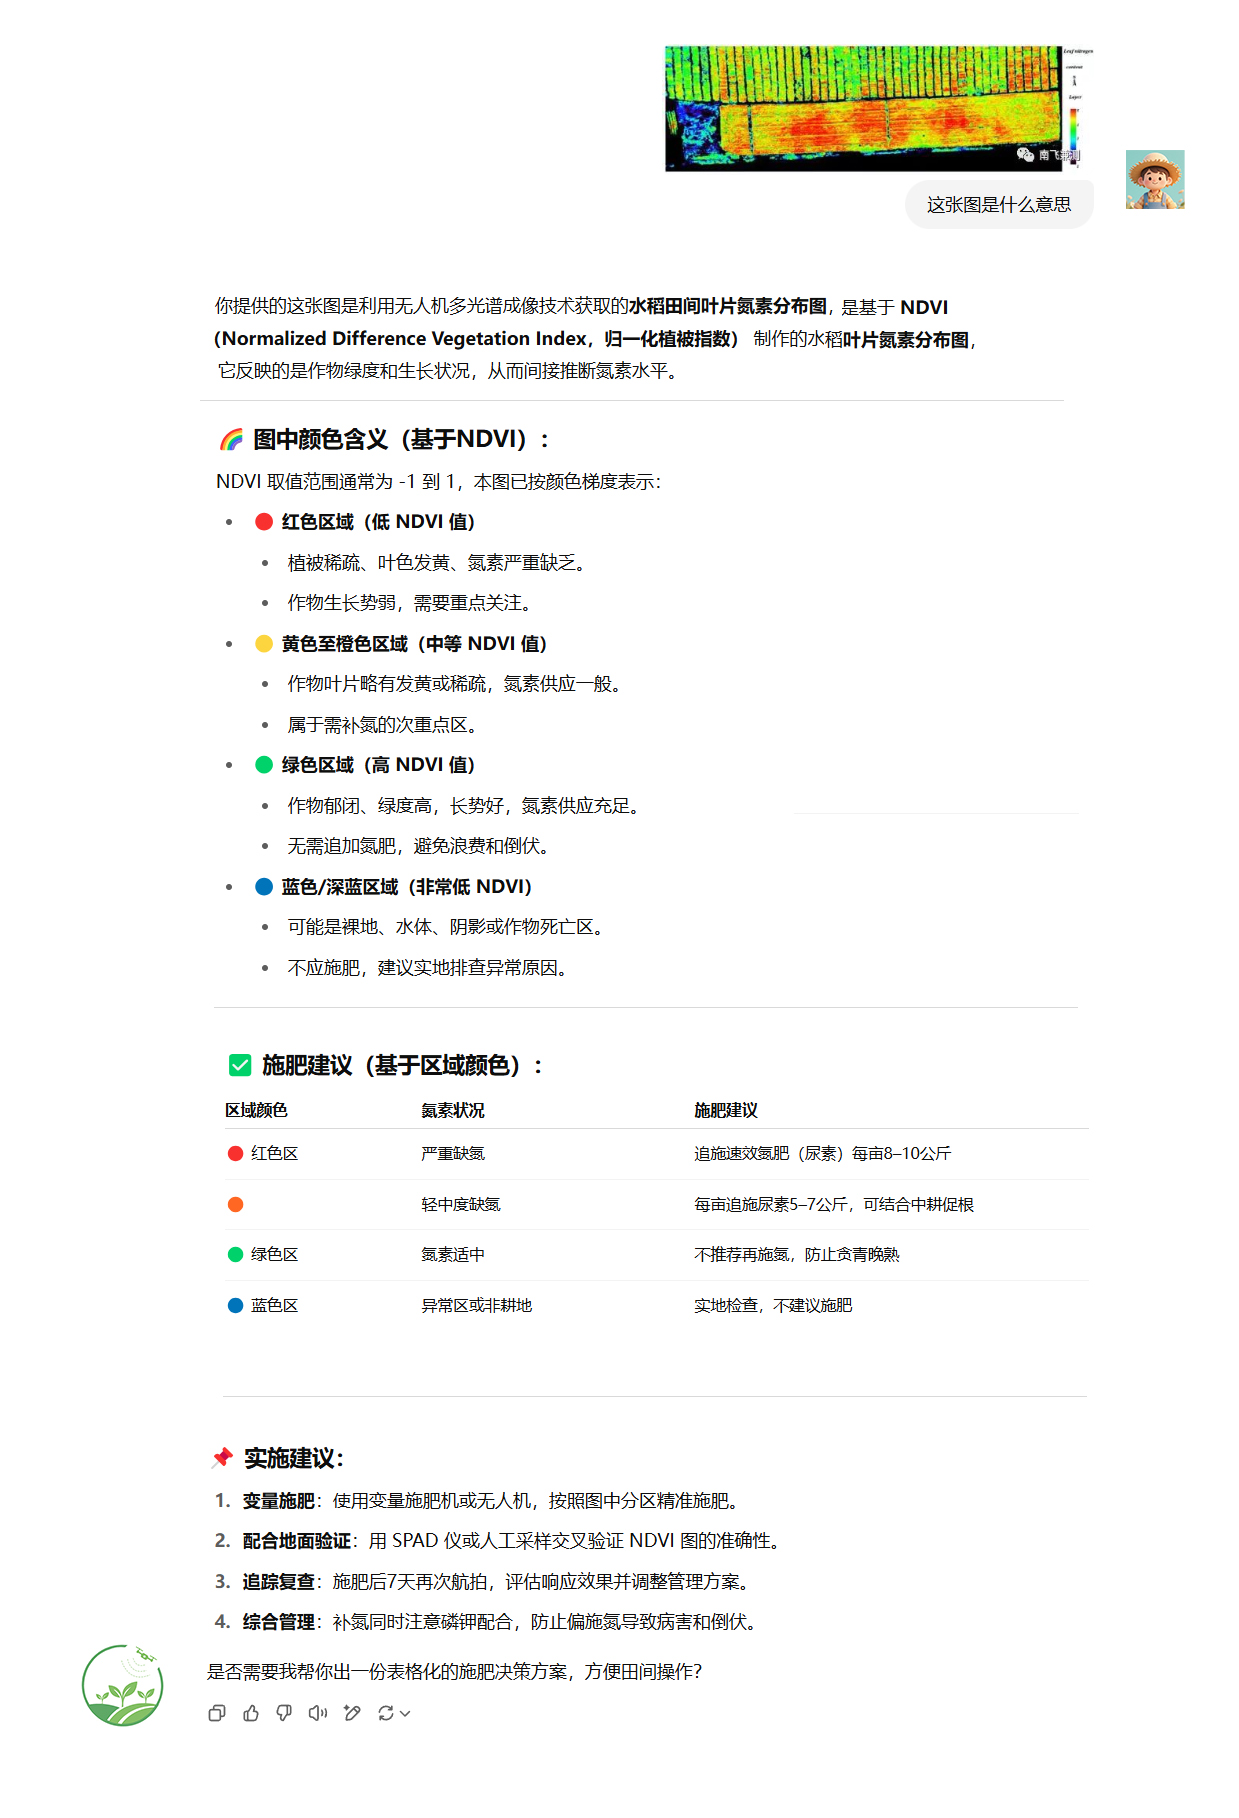 Leaf nitrogen
content
N
Layer
南飞
这张图是什么意思
你提供的这张图是利用无人机多光谱成像技术获取的水稻田间叶片氮素分布图，是基于 NDVI
（Normalized Difference Vegetation Index，归一化植被指数） 制作的水稻叶片氮素分布图，
它反映的是作物绿度和生长状况，从而间接推断氮素水平。
🌈 图中颜色含义（基于NDVI）：
NDVI 取值范围通常为 -1 到 1，本图已按颜色梯度表示：
• 🔴 红色区域（低 NDVI 值）
• 植被稀疏、叶色发黄、氮素严重缺乏。
• 作物生长势弱，需要重点关注。
• 🟡 黄色至橙色区域（中等 NDVI 值）
• 作物叶片略有发黄或稀疏，氮素供应一般。
• 属于需补氮的次重点区。
• 🟢 绿色区域（高 NDVI 值）
• 作物郁闭、绿度高，长势好，氮素供应充足。
• 无需追加氮肥，避免浪费和倒伏。
• 🔵 蓝色/深蓝区域（非常低 NDVI）
• 可能是裸地、水体、阴影或作物死亡区。
• 不应施肥，建议实地排查异常原因。
✅ 施肥建议（基于区域颜色）：
区域颜色 氮素状况 施肥建议
🔴 红色区 严重缺氮 追施速效氮肥（尿素）每亩8–10公斤
🟠 轻中度缺氮 每亩追施尿素5–7公斤，可结合中耕促根
🟢 绿色区 氮素适中 不推荐再施氮，防止贪青晚熟
🔵 蓝色区 异常区或非耕地 实地检查，不建议施肥
📌 实施建议：
1. 变量施肥：使用变量施肥机或无人机，按照图中分区精准施肥。
2. 配合地面验证：用 SPAD 仪或人工采样交叉验证 NDVI 图的准确性。
3. 追踪复查：施肥后7天再次航拍，评估响应效果并调整管理方案。
4. 综合管理：补氮同时注意磷钾配合，防止偏施氮导致病害和倒伏。
是否需要我帮你出一份表格化的施肥决策方案，方便田间操作？